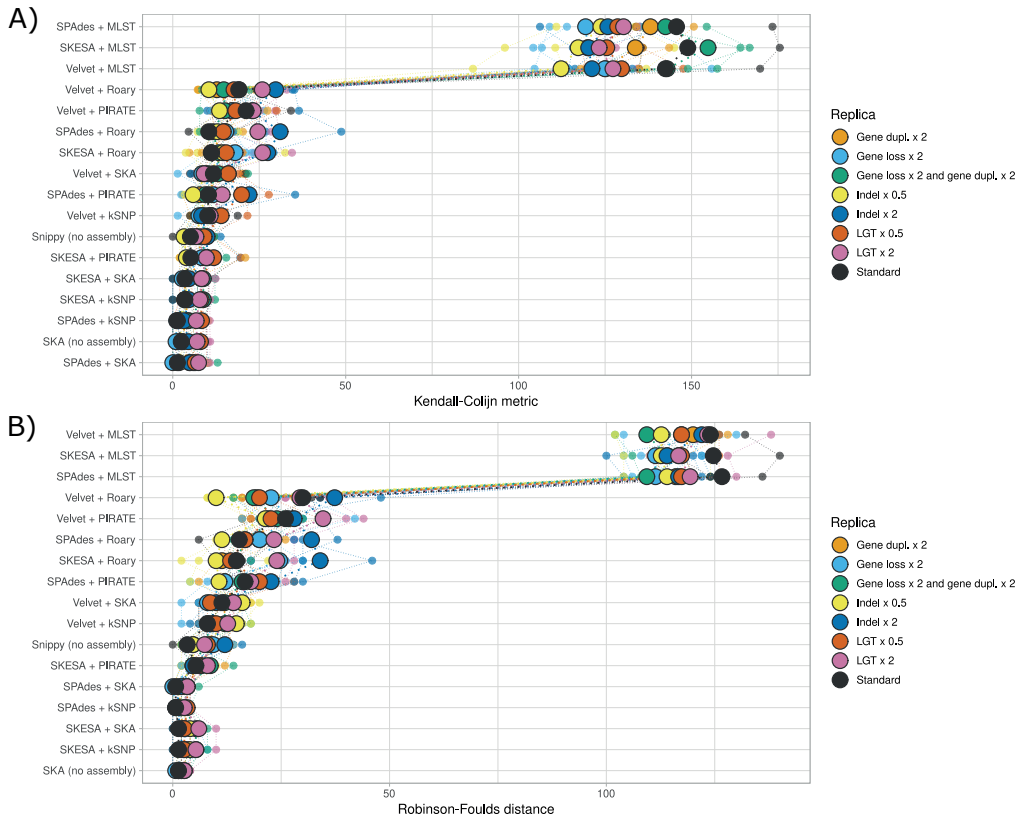 A)
SPAdes + MLST
SKESA + MLST
Velvet + MLST
Velvet + Roary
Velvet + PIRATE
SPAdes + Roary
SKESA + Roary
Velvet + SKA
SPAdes + PIRATE
Velvet + kSNP
Snippy (no assembly)
SKESA + PIRATE
SKESA + SKA
SKESA + kSNP
SPAdes + kSNP
SKA (no assembly)
SPAdes + SKA
0 50 100 150
Kendall-Colijn metric
Replica
Gene dupl. x 2
Gene loss x 2
Gene loss x 2 and gene dupl. x 2
Indel x 0.5
Indel x 2
LGT x 0.5
LGT x 2
Standard
B)
Velvet + MLST
SKESA + MLST
SPAdes + MLST
Velvet + Roary
Velvet + PIRATE
SPAdes + Roary
SKESA + Roary
SPAdes + PIRATE
Velvet + SKA
Velvet + kSNP
Snippy (no assembly)
SKESA + PIRATE
SPAdes + SKA
SPAdes + kSNP
SKESA + SKA
SKESA + kSNP
SKA (no assembly)
0 50 100
Robinson-Foulds distance
Replica
Gene dupl. x 2
Gene loss x 2
Gene loss x 2 and gene dupl. x 2
Indel x 0.5
Indel x 2
LGT x 0.5
LGT x 2
Standard